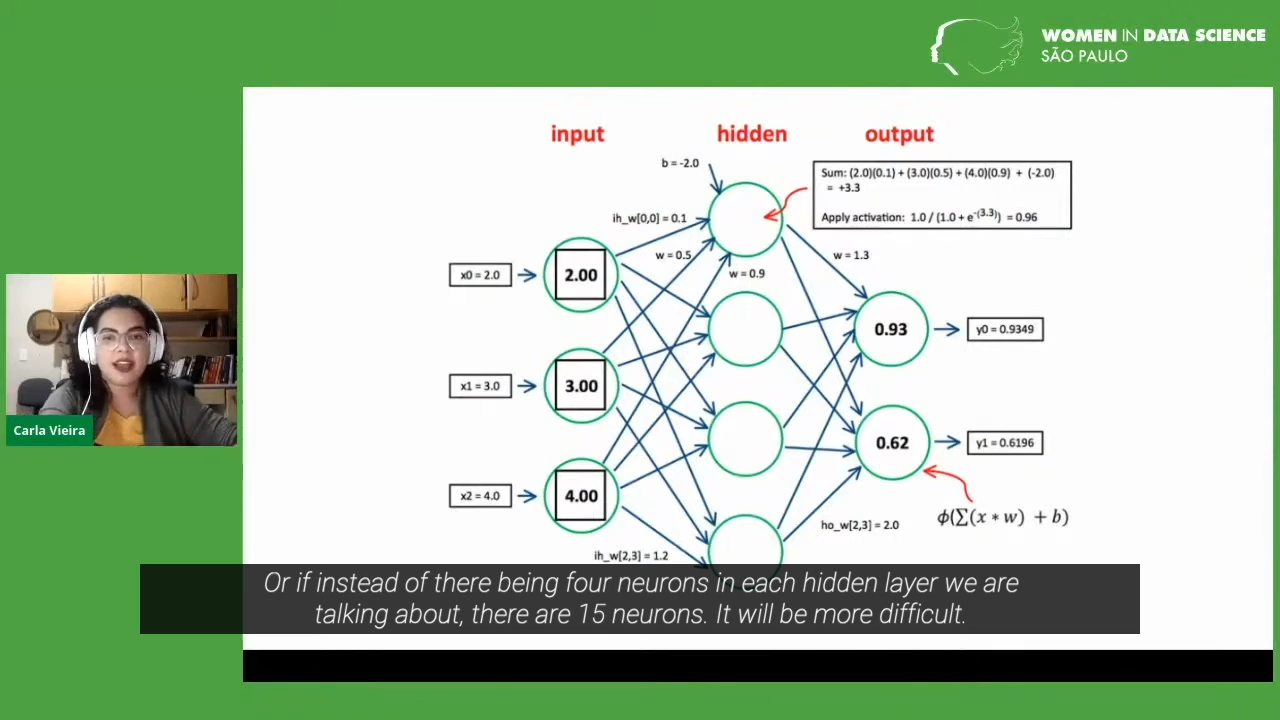 WOMEN IN DATA SCIENCE
SÃO PAULO
input
hidden
output
b = -2.0
Sum: (2.0)(0.1) + (3.0)(0.5) + (4.0)(0.9) + (-2.0)
= +3.3
Apply activation: 1.0 / (1.0 + e^-(3.3)) = 0.96
ih_w[0,0] = 0.1
w = 0.5
w = 0.9
w = 1.3
x0 = 2.0
2.00
0.93
y0 = 0.9349
x1 = 3.0
3.00
0.62
y1 = 0.6196
x2 = 4.0
4.00
ϕ(∑(x * w) + b)
ho_w[2,3] = 2.0
ih_w[2,3] = 1.2
Carla Vieira
Or if instead of there being four neurons in each hidden layer we are
talking about, there are 15 neurons. It will be more difficult.